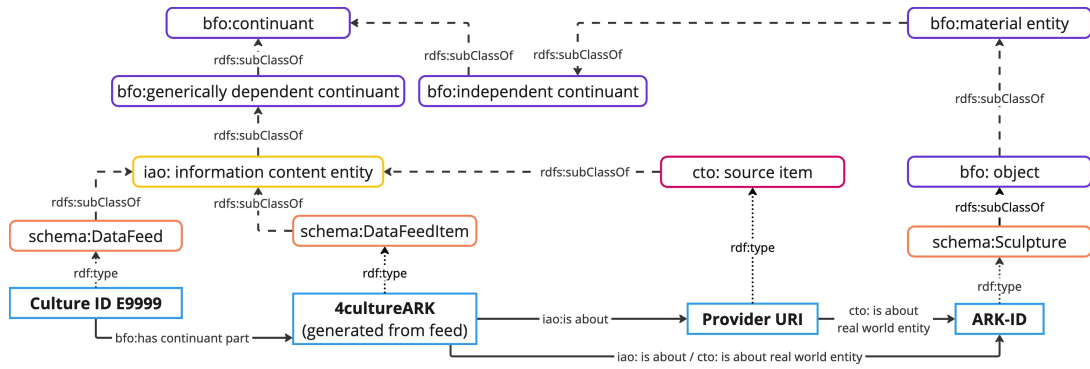 bfo:continuant
bfo:material entity
rdfs:subClassOf
rdfs:subClassOf
rdfs:subClassOf
bfo:generically dependent continuant
bfo:independent continuant
rdfs:subClassOf
rdfs:subClassOf
iao: information content entity
rdfs:subClassOf
cto: source item
bfo: object
rdfs:subClassOf
rdfs:subClassOf
rdfs:subClassOf
schema:DataFeed
schema:DataFeedItem
schema:Sculpture
rdf:type
rdf:type
rdf:type
rdf:type
Culture ID E9999
4cultureARK
(generated from feed)
iao:is about
Provider URI
cto: is about
real world entity
ARK-ID
bfo:has continuant part
iao: is about / cto: is about real world entity